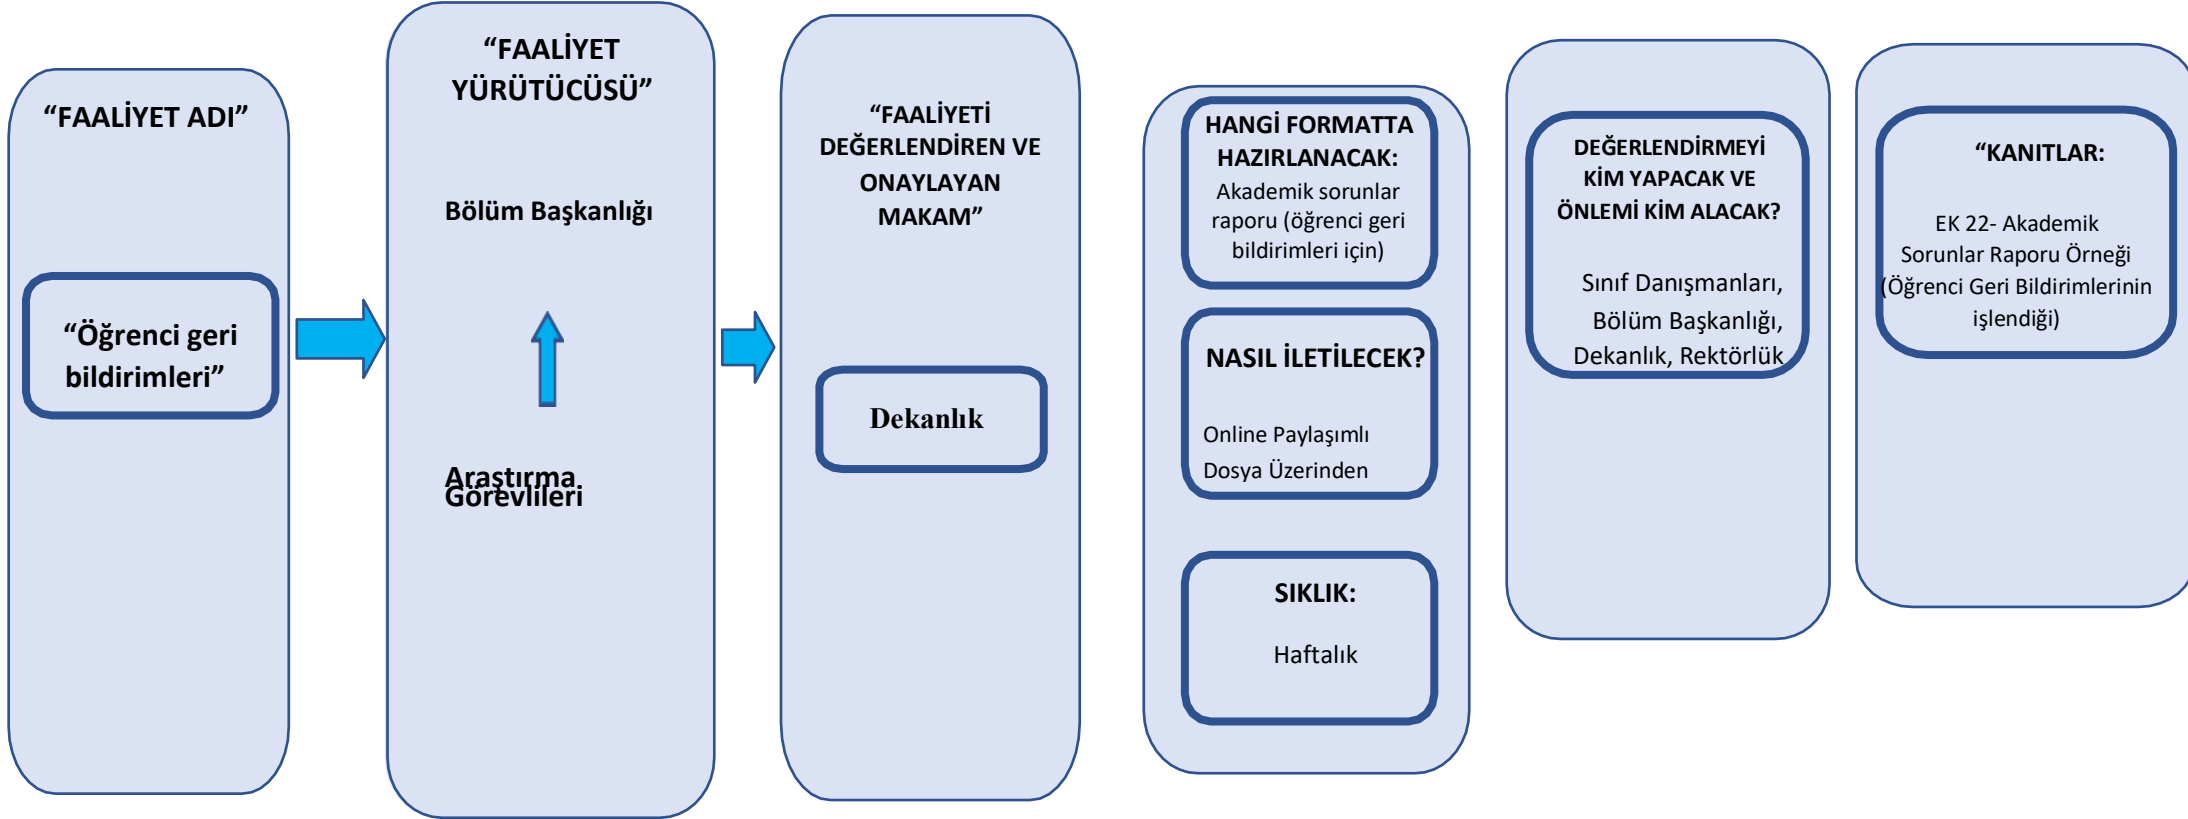 “FAALİYET ADI”
“Öğrenci geri
bildirimleri”
“FAALİYET
YÜRÜTÜCÜSÜ”
Bölüm Başkanlığı
Araştırma
Görevlileri
“FAALİYETİ
DEĞERLENDİREN VE
ONAYLAYAN
MAKAM”
Dekanlık
HANGİ FORMATTA
HAZIRLANACAK:
Akademik sorunlar
raporu (öğrenci geri
bildirimleri için)
NASIL İLETİLECEK?
Online Paylaşımlı
Dosya Üzerinden
SIKLIK:
Haftalık
DEĞERLENDİRMEYİ
KİM YAPACAK VE
ÖNLEMİ KİM ALACAK?
Sınıf Danışmanları,
Bölüm Başkanlığı,
Dekanlık, Rektörlük
“KANITLAR:
EK 22- Akademik
Sorunlar Raporu Örneği
(Öğrenci Geri Bildirimlerinin
işlendiği)